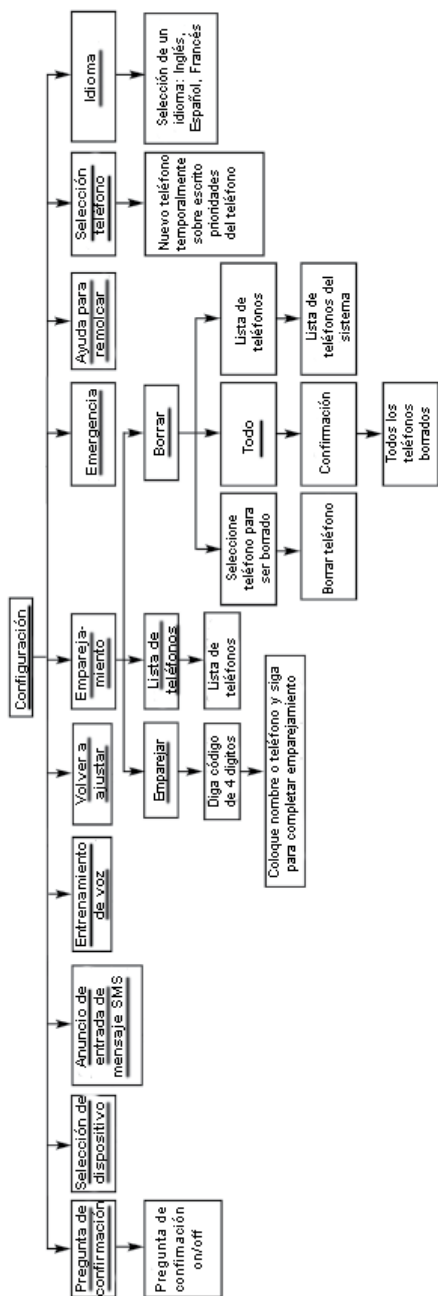 Configuración
Pregunta de
confirmación
Selección de
dispositivo
Anuncio de
entrada de
mensaje SMS
Entrenamiento
de voz
Volver a
ajustar
Empareja-
miento
Emergencia
Ayuda para
remolcar
Selección
teléfono
Idioma
Pregunta de
confirmación
on/off
Emparejar
Lista de
teléfonos
Borrar
Nuevo teléfono
temporalmente
sobre escrito
prioridades
del teléfono
Selección de un
idioma: Inglés,
Español, Francés
Diga código
de 4 digitos
Lista de
teléfonos
Seleccione
teléfono para
ser borrado
Todo
Lista de
teléfonos
Coloque nombre o teléfono y siga
para completar emparejamiento
Borrar teléfono
Confirmación
Lista de
teléfonos del
sistema
Todos los
teléfonos
borrados